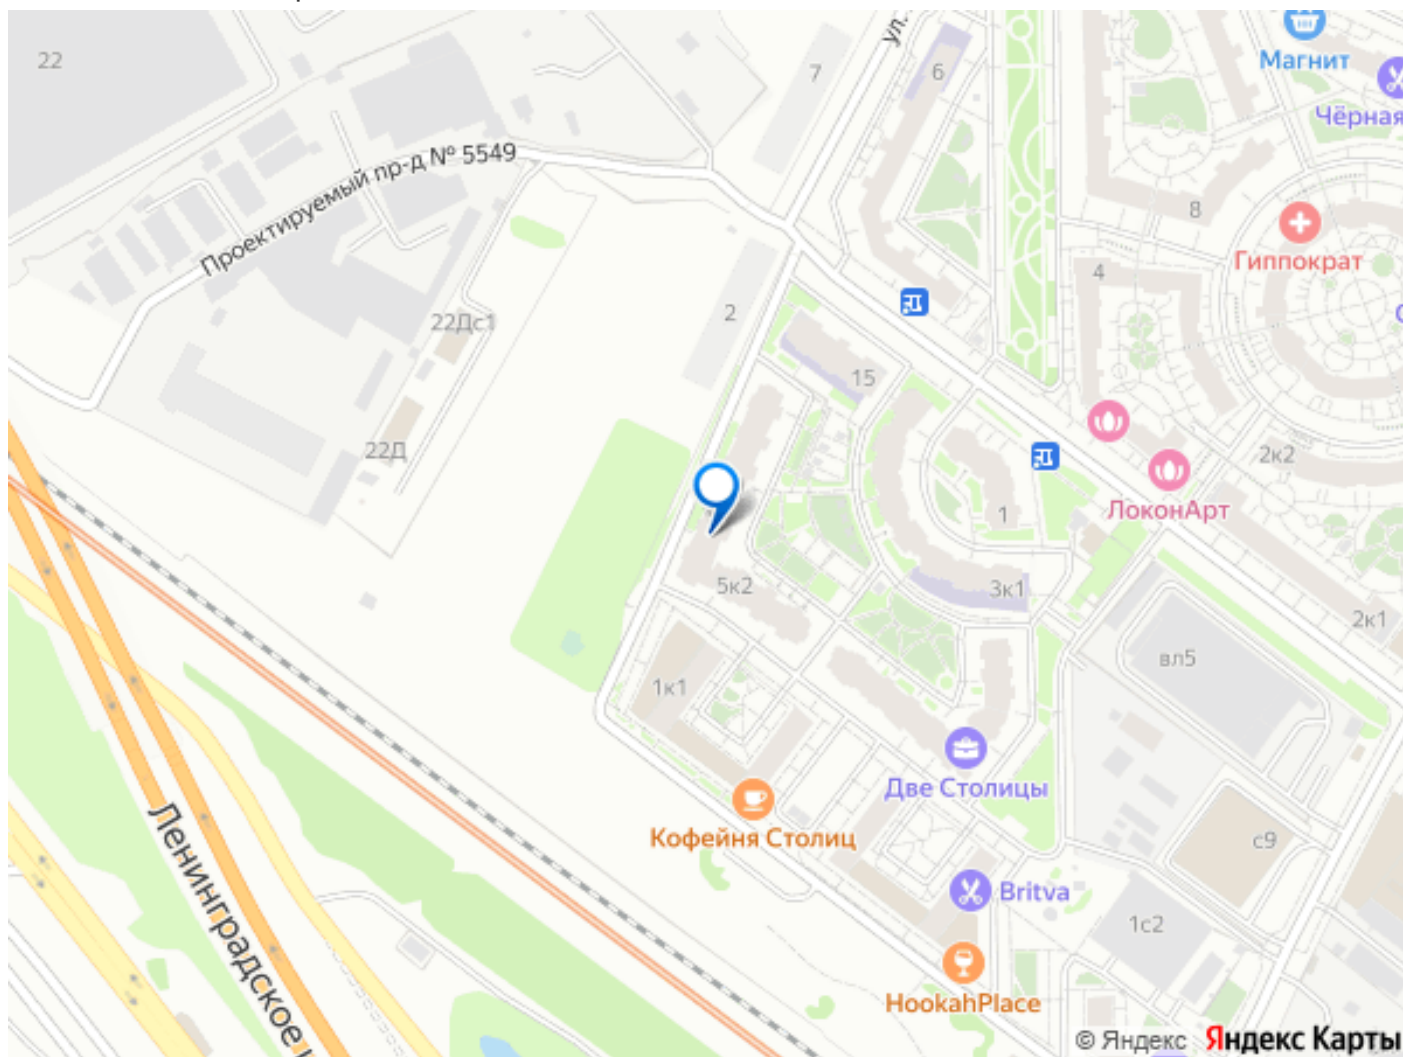 22
7
ул.
6
Магнит
Чёрная
Проектируемый пр-д № 5549
8
Гиппократ
4
2
22Дс1
15
22Д
2к2
1
ЛоконАрт
5к2
3к1
2к1
вл5
1к1
Две Столицы
Кофейня Столиц
с9
Ленинградское
Britva
1с2
HookahPlace
© Яндекс Яндекс Карты